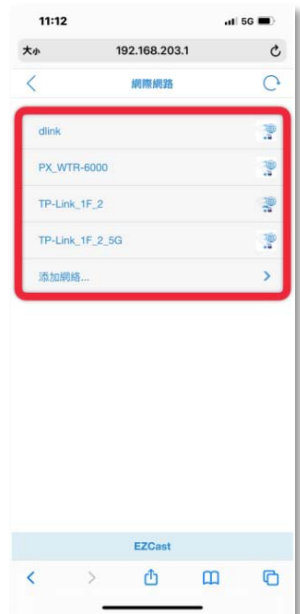 11:12
5G
大小
192.168.203.1
網際網路
dlink
PX_WTR-6000
TP-Link_1F_2
TP-Link_1F_2_5G
添加網絡...
EZCast